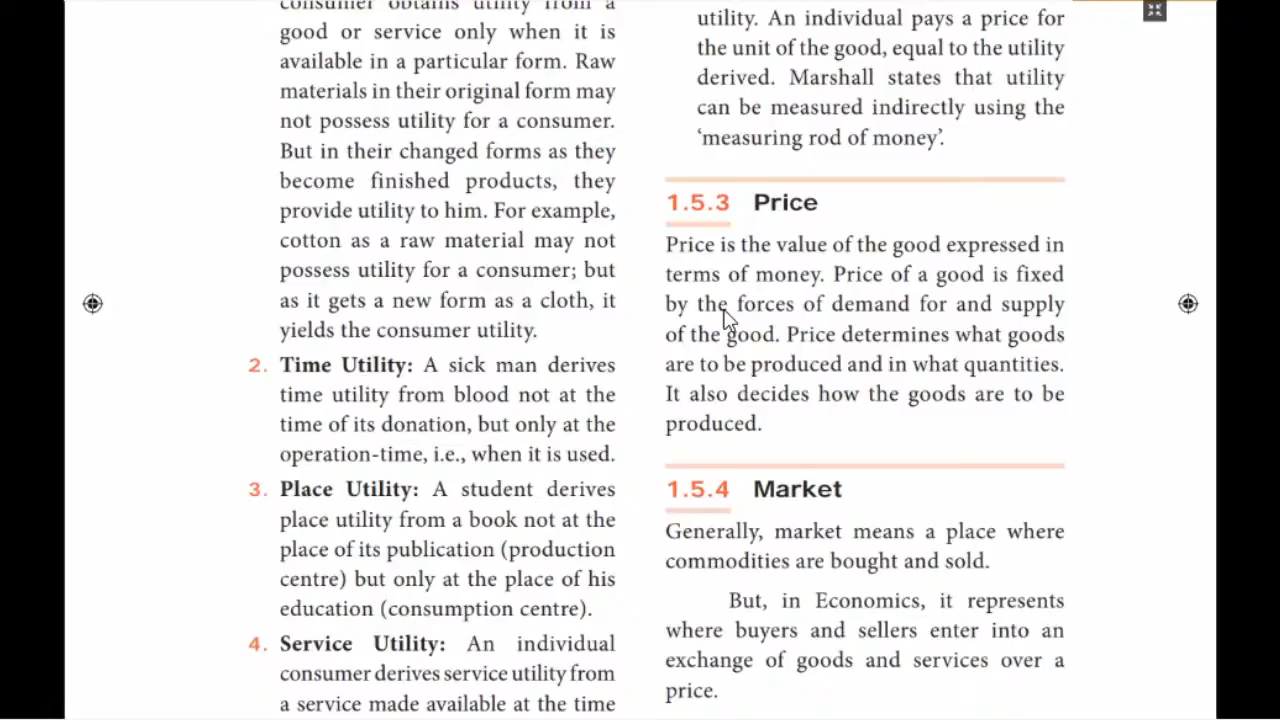 consumer obtains utility from a
good or service only when it is
available in a particular form. Raw
materials in their original form may
not possess utility for a consumer.
But in their changed forms as they
become finished products, they
provide utility to him. For example,
cotton as a raw material may not
possess utility for a consumer; but
as it gets a new form as a cloth, it
yields the consumer utility.
2. Time Utility: A sick man derives
time utility from blood not at the
time of its donation, but only at the
operation-time, i.e., when it is used.
3. Place Utility: A student derives
place utility from a book not at the
place of its publication (production
centre) but only at the place of his
education (consumption centre).
4. Service Utility: An individual
consumer derives service utility from
a service made available at the time
utility. An individual pays a price for
the unit of the good, equal to the utility
derived. Marshall states that utility
can be measured indirectly using the
‘measuring rod of money’.
1.5.3 Price
Price is the value of the good expressed in
terms of money. Price of a good is fixed
by the forces of demand for and supply
of the good. Price determines what goods
are to be produced and in what quantities.
It also decides how the goods are to be
produced.
1.5.4 Market
Generally, market means a place where
commodities are bought and sold.
But, in Economics, it represents
where buyers and sellers enter into an
exchange of goods and services over a
price.